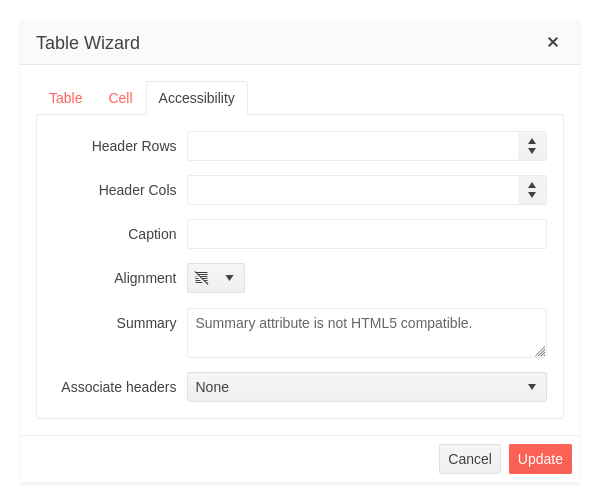 Table Wizard
Table Cell Accessibility
Header Rows
Header Cols
Caption
Alignment
Summary Summary attribute is not HTML5 compatible.
Associate headers None
Cancel Update